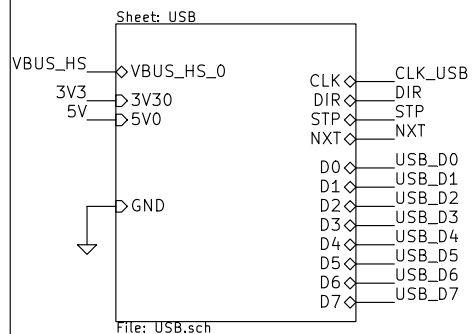 Sheet: USB
VBUS_HS
VBUS_HS_0
3V3
3V30
5V
5V0
GND
CLK
CLK_USB
DIR
DIR
STP
STP
NXT
NXT
D0
USB_D0
D1
USB_D1
D2
USB_D2
D3
USB_D3
D4
USB_D4
D5
USB_D5
D6
USB_D6
D7
USB_D7
File: USB.sch